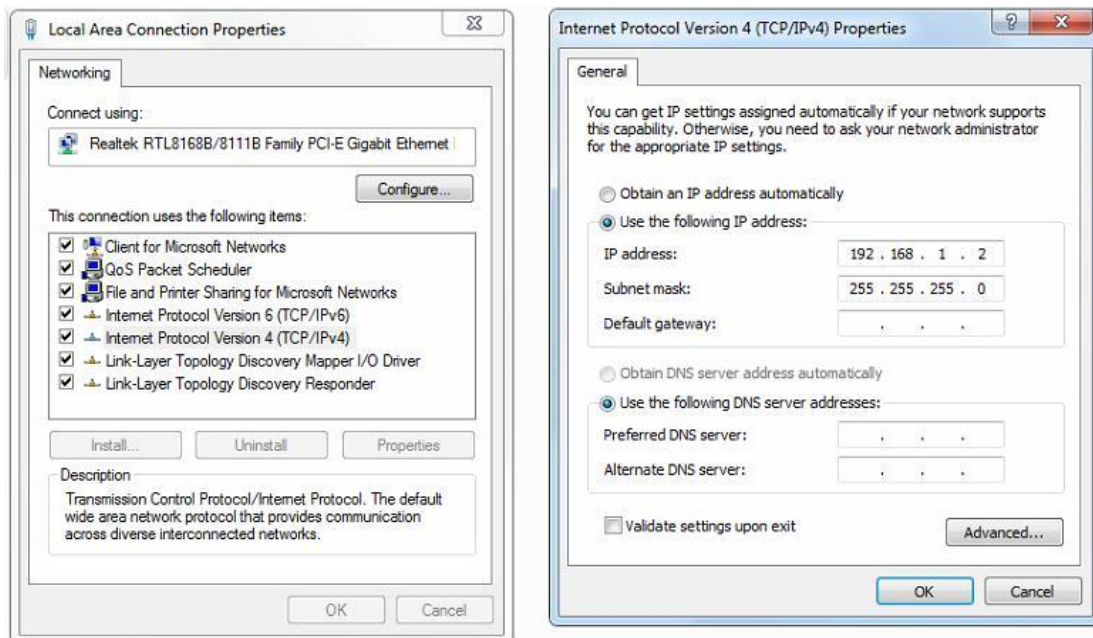 Local Area Connection Properties
Networking
Connect using:
Realtek RTL8168B/8111B Family PCI-E Gigabit Ethernet
Configure...
This connection uses the following items:
Client for Microsoft Networks
QoS Packet Scheduler
File and Printer Sharing for Microsoft Networks
Internet Protocol Version 6 (TCP/IPv6)
Internet Protocol Version 4 (TCP/IPv4)
Link-Layer Topology Discovery Mapper I/O Driver
Link-Layer Topology Discovery Responder
Install...
Uninstall
Properties
Description
Transmission Control Protocol/Internet Protocol. The default
wide area network protocol that provides communication
across diverse interconnected networks.
OK
Cancel
Internet Protocol Version 4 (TCP/IPv4) Properties
General
You can get IP settings assigned automatically if your network supports
this capability. Otherwise, you need to ask your network administrator
for the appropriate IP settings.
Obtain an IP address automatically
Use the following IP address:
IP address: 192 . 168 . 1 . 2
Subnet mask: 255 . 255 . 255 . 0
Default gateway: . . .
Obtain DNS server address automatically
Use the following DNS server addresses:
Preferred DNS server: . . .
Alternate DNS server: . . .
Validate settings upon exit
Advanced...
OK
Cancel